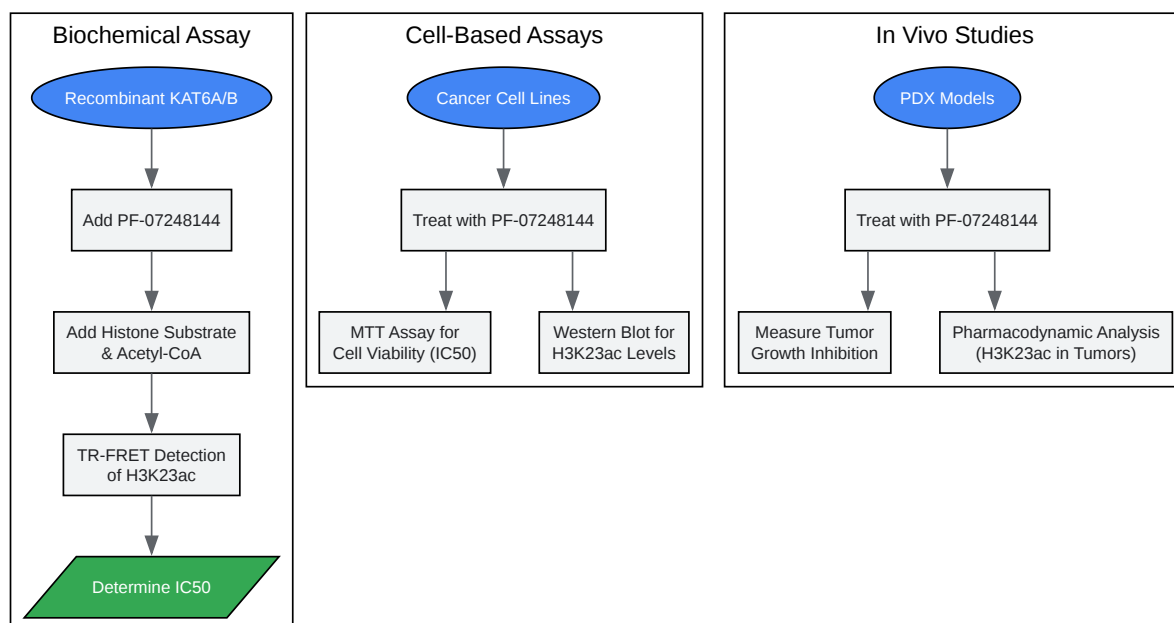 Biochemical Assay
Recombinant KAT6A/B
Add PF-07248144
Add Histone Substrate
& Acetyl-CoA
TR-FRET Detection
of H3K23ac
Determine IC50
Cell-Based Assays
Cancer Cell Lines
Treat with PF-07248144
MTT Assay for
Cell Viability (IC50)
Western Blot for
H3K23ac Levels
In Vivo Studies
PDX Models
Treat with PF-07248144
Measure Tumor
Growth Inhibition
Pharmacodynamic Analysis
(H3K23ac in Tumors)